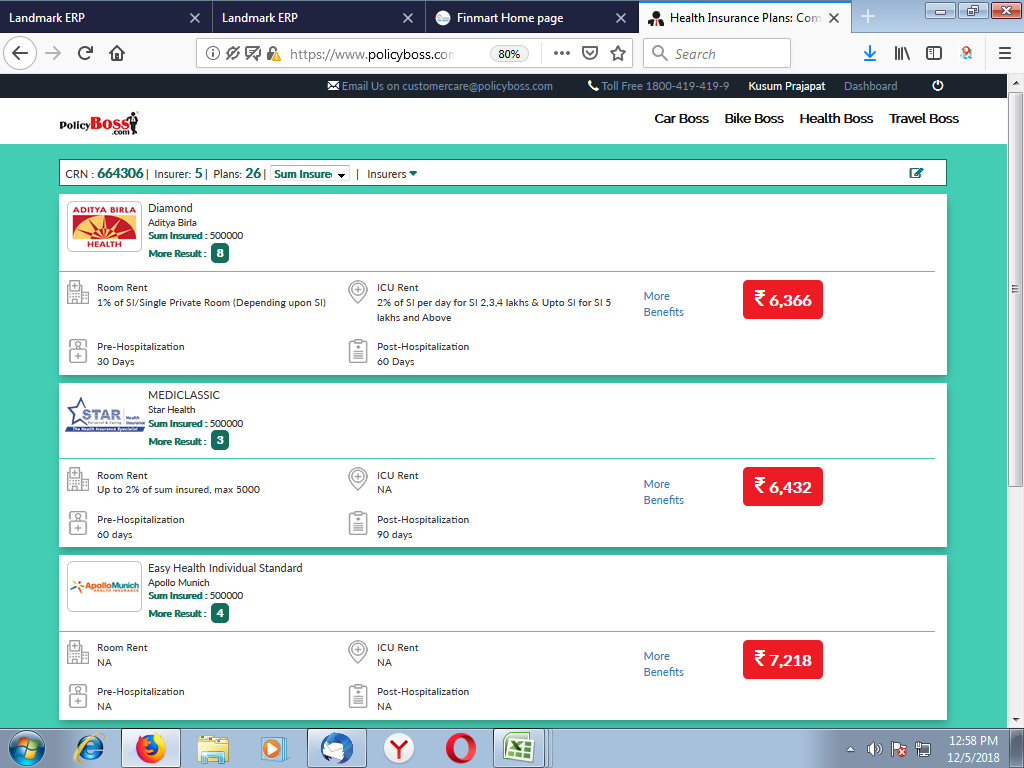 Landmark ERP
Landmark ERP
Finmart Home page
Health Insurance Plans: Com
https://www.policyboss.con
80%
Search
Email Us on customercare@policyboss.com
Toll Free 1800-419-419-9
Kusum Prajapat
Dashboard
PolicyBoss.com
Car Boss
Bike Boss
Health Boss
Travel Boss
CRN : 664306 | Insurer: 5 | Plans: 26 | Sum Insure | Insurers
ADITYA BIRLA
HEALTH
Diamond
Aditya Birla
Sum Insured : 500000
More Result : 8
Room Rent
1% of SI/Single Private Room (Depending upon SI)
ICU Rent
2% of SI per day for SI 2,3,4 lakhs & Upto SI for SI 5
lakhs and Above
More
Benefits
₹ 6,366
Pre-Hospitalization
30 Days
Post-Hospitalization
60 Days
STAR Health Insurance
Personal & Caring
The Health Insurance Specialist
MEDICLASSIC
Star Health
Sum Insured : 500000
More Result : 3
Room Rent
Up to 2% of sum insured, max 5000
ICU Rent
NA
More
Benefits
₹ 6,432
Pre-Hospitalization
60 days
Post-Hospitalization
90 days
ApolloMunich
HEALTH INSURANCE
Easy Health Individual Standard
Apollo Munich
Sum Insured : 500000
More Result : 4
Room Rent
NA
ICU Rent
NA
More
Benefits
₹ 7,218
Pre-Hospitalization
NA
Post-Hospitalization
NA
12:58 PM
12/5/2018